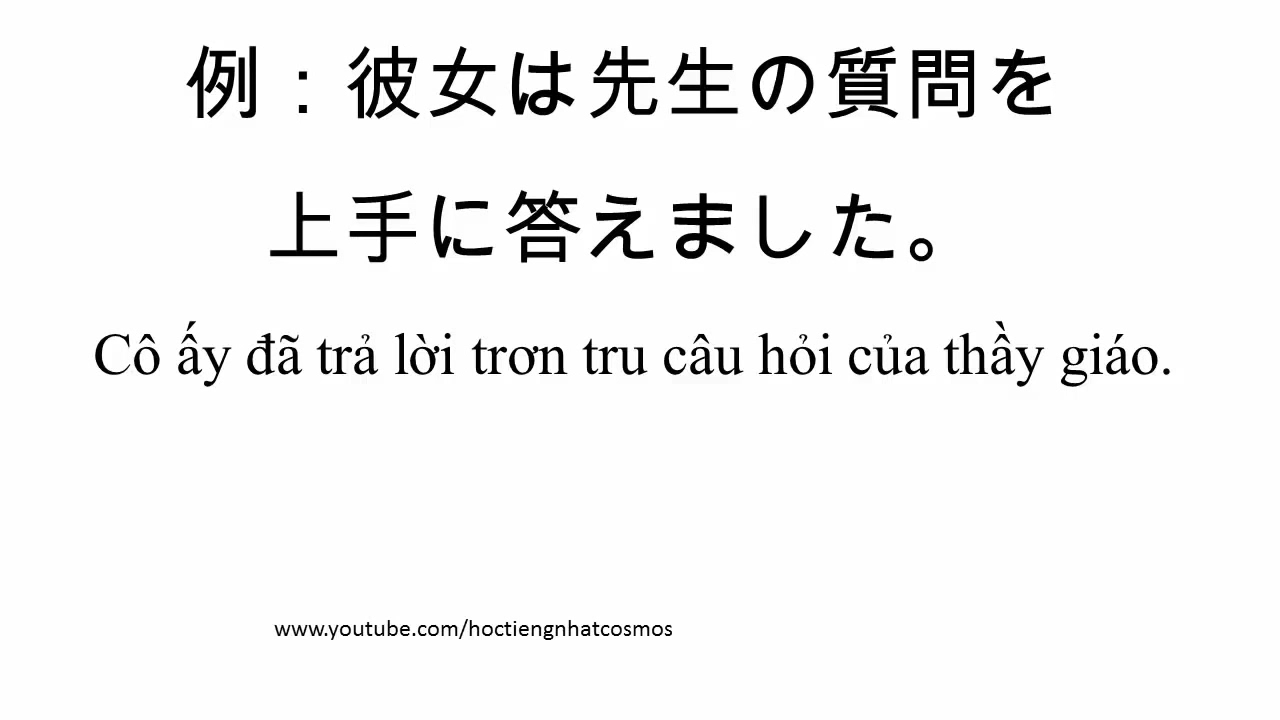 例：彼女は先生の質問を
上手に答えました。
Cô ấy đã trả lời trơn tru câu hỏi của thầy giáo.
www.youtube.com/hoctiengnhatcosmos